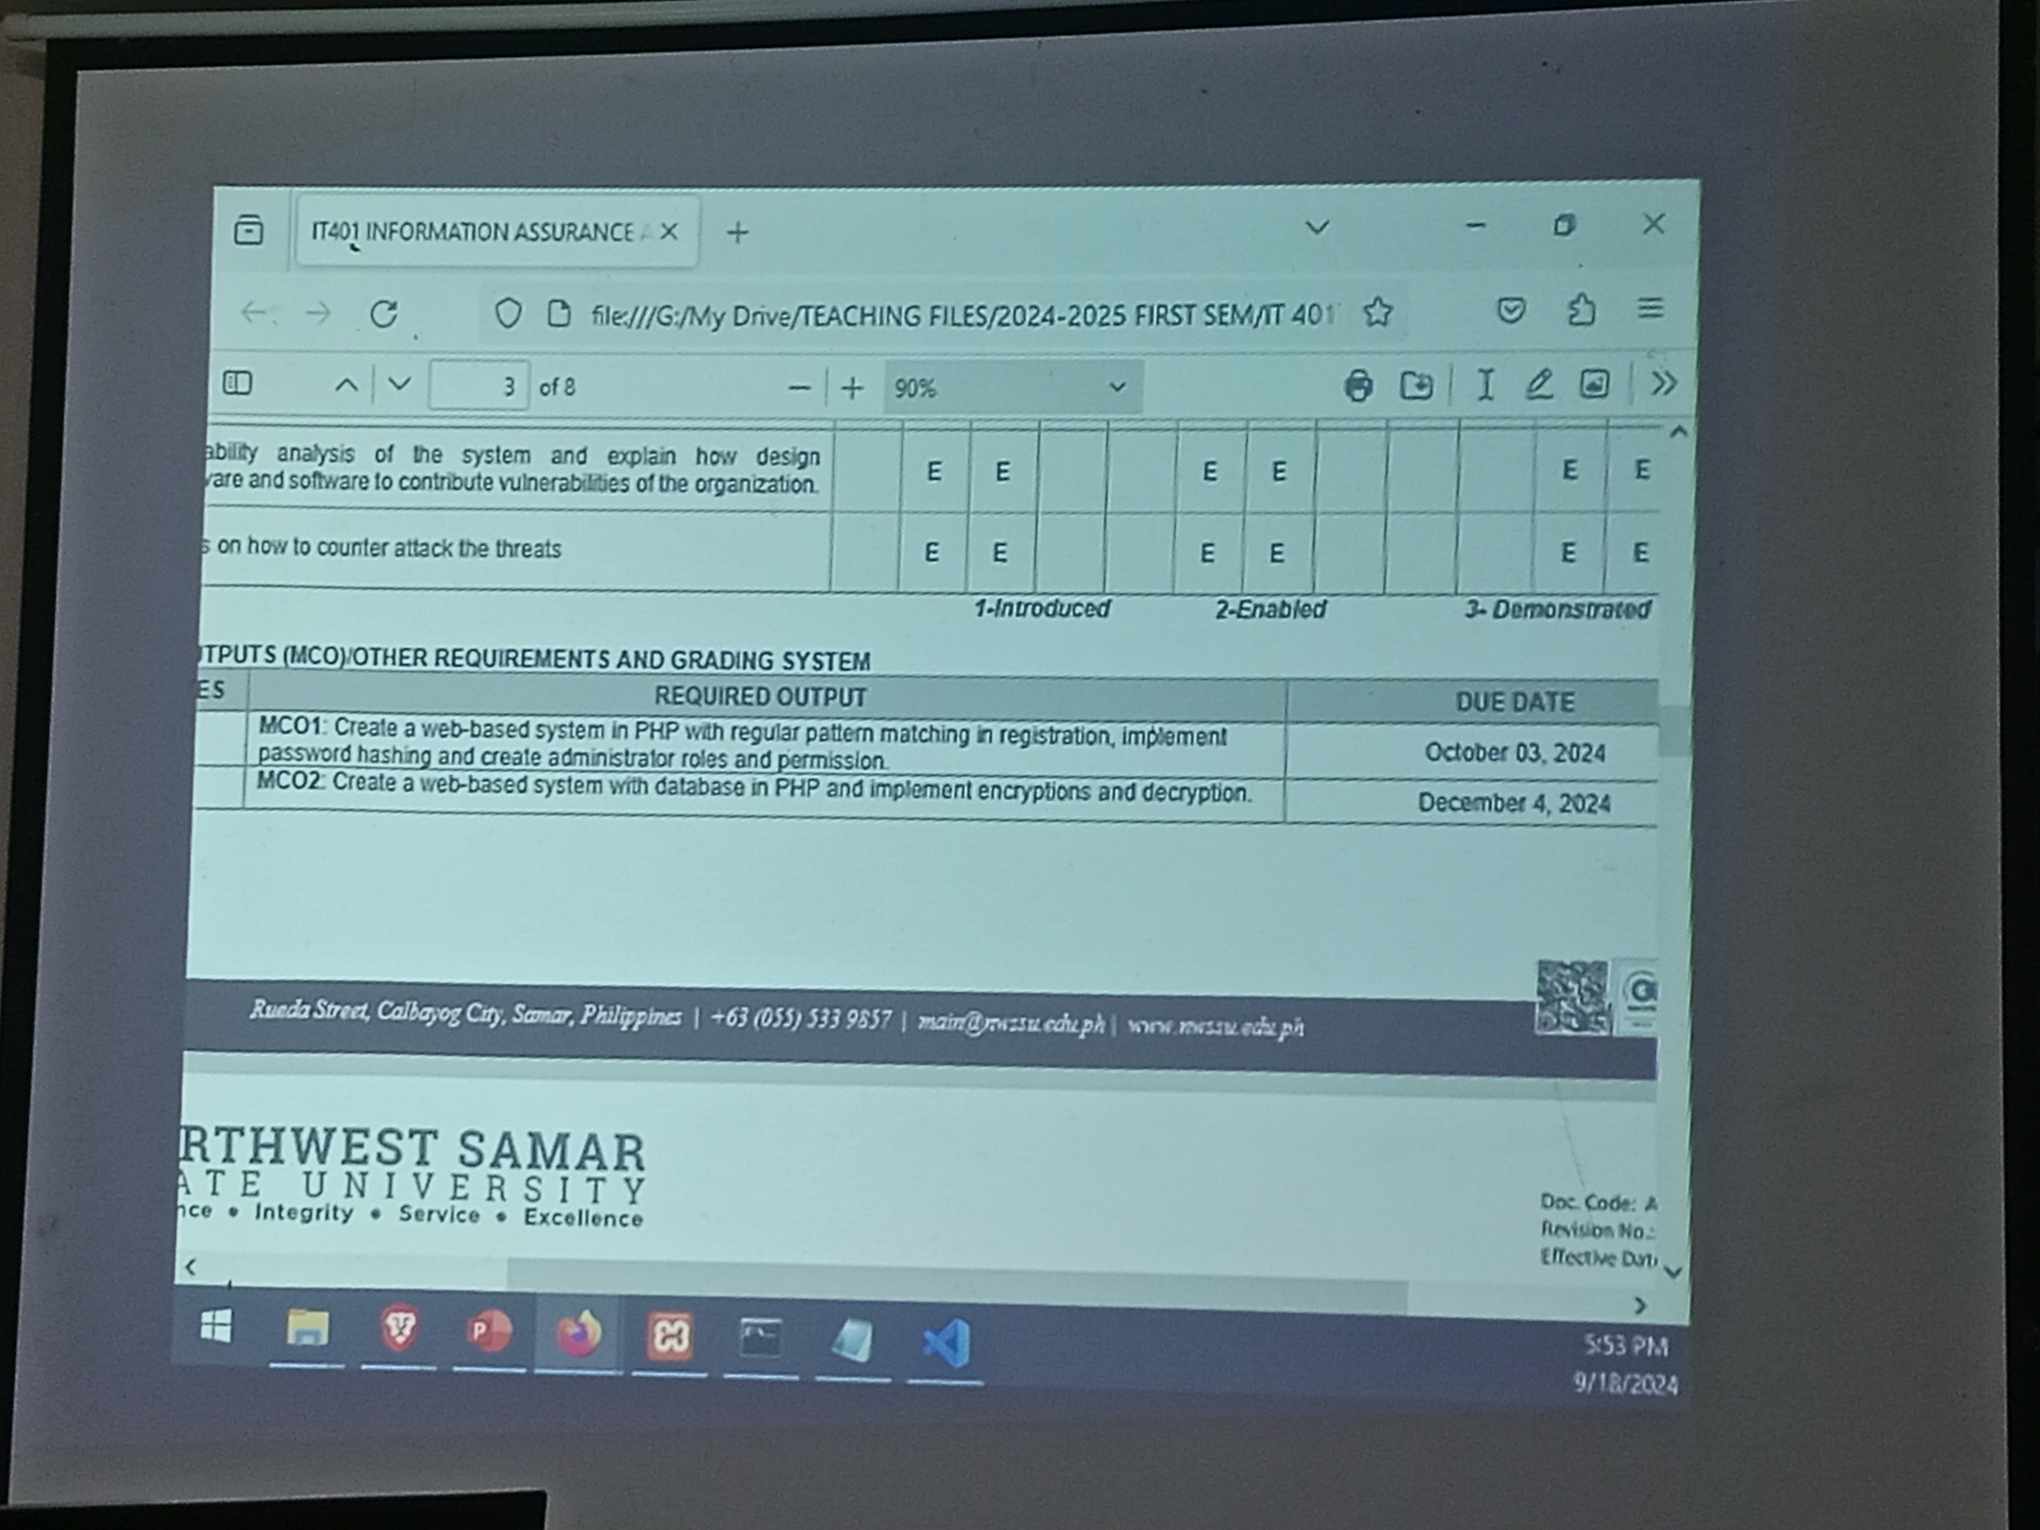 IT401 INFORMATION ASSURANCE
file:///G:/My Drive/TEACHING FILES/2024-2025 FIRST SEM/IT 401
3 of 8
90%
ability analysis of the system and explain how design E E E E E E
vare and software to contribute vulnerabilities of the organization.
s on how to counter attack the threats E E E E E E
1-Introduced 2-Enabled 3- Demonstrated
TPUTS (MCO)/OTHER REQUIREMENTS AND GRADING SYSTEM
ES REQUIRED OUTPUT DUE DATE
MCO1: Create a web-based system in PHP with regular pattern matching in registration, implement
password hashing and create administrator roles and permission.
October 03, 2024
MCO2: Create a web-based system with database in PHP and implement encryptions and decryption.
December 4, 2024
Rueda Street, Calbayog City, Samar, Philippines | +63 (055) 533 9857 | main@nwssu.edu.ph | www.nwssu.edu.ph
RTHWEST SAMAR
ATE UNIVERSITY
nce • Integrity • Service • Excellence
Doc. Code: A
Revision No.:
Effective Dat
5:53 PM
9/18/2024